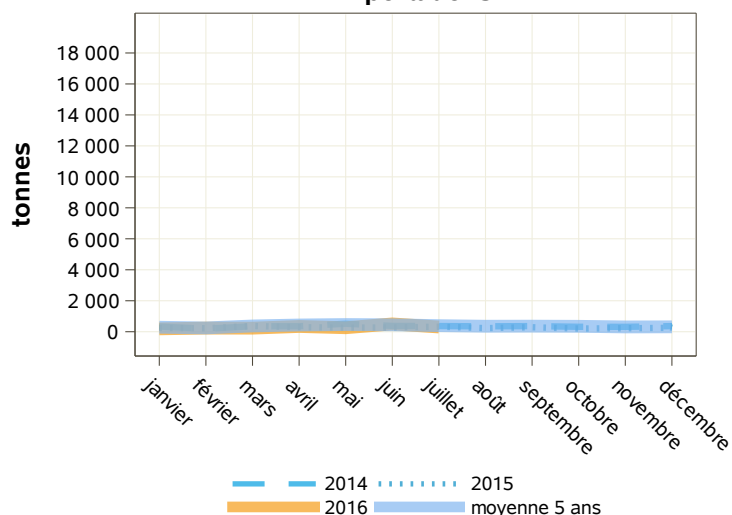 18 000
16 000
14 000
12 000
10 000
8 000
6 000
4 000
2 000
0
tonnes
janvier
février
mars
avril
mai
juin
juillet
août
septembre
octobre
novembre
décembre
2014
2015
2016
moyenne 5 ans